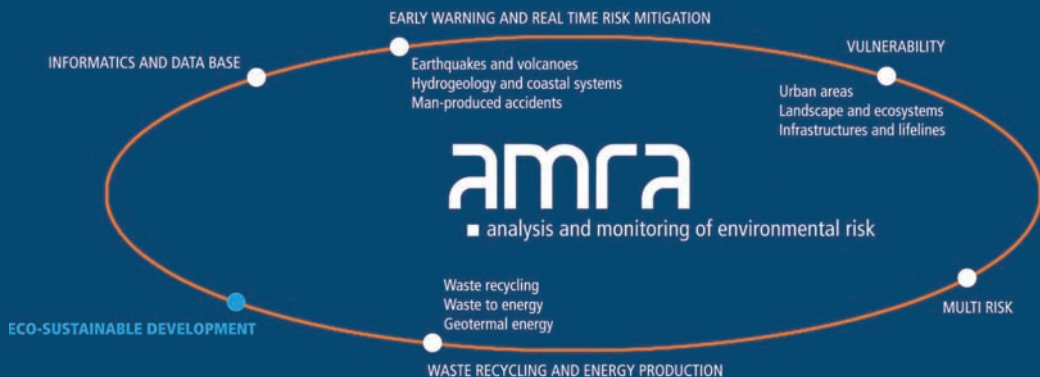 EARLY WARNING AND REAL TIME RISK MITIGATION
INFORMATICS AND DATA BASE
VULNERABILITY
Earthquakes and volcanoes
Hydrogeology and coastal systems
Man-produced accidents
Urban areas
Landscape and ecosystems
Infrastructures and lifelines
amra
analysis and monitoring of environmental risk
Waste recycling
Waste to energy
Geotermal energy
MULTI RISK
ECO-SUSTAINABLE DEVELOPMENT
WASTE RECYCLING AND ENERGY PRODUCTION